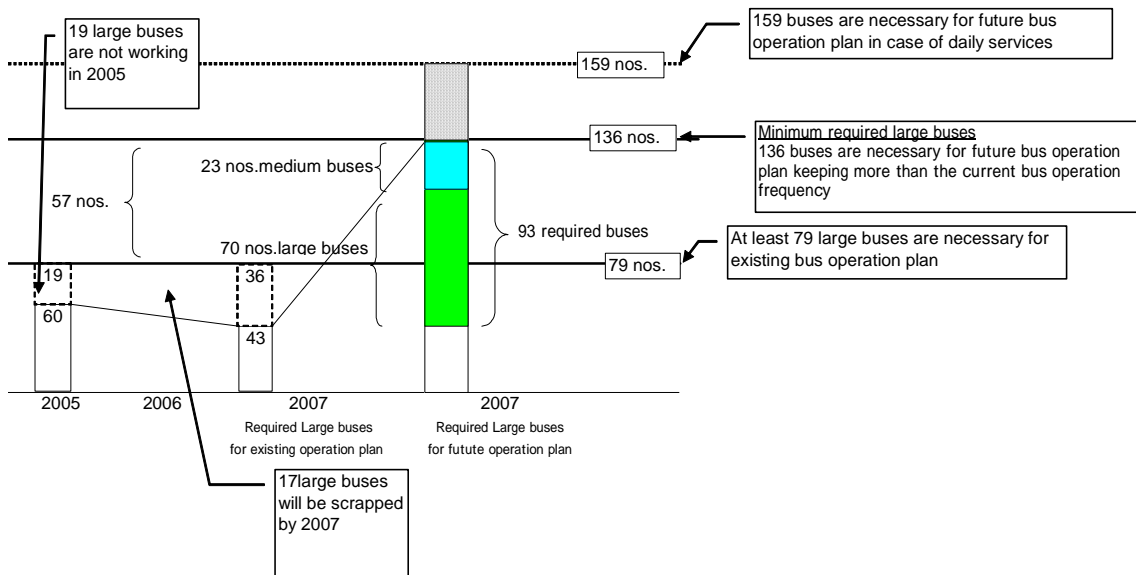 19 large buses
are not working
in 2005
159 buses are necessary for future bus
operation plan in case of daily services
159 nos.
136 nos.
Minimum required large buses
136 buses are necessary for future bus operation
plan keeping more than the current bus operation
frequency
23 nos.medium buses
57 nos.
70 nos.large buses
93 required buses
79 nos.
At least 79 large buses are necessary for
existing bus operation plan
19
36
60
43
2005
2006
2007
2007
Required Large buses
for existing operation plan
Required Large buses
for futute operation plan
17large buses
will be scrapped
by 2007